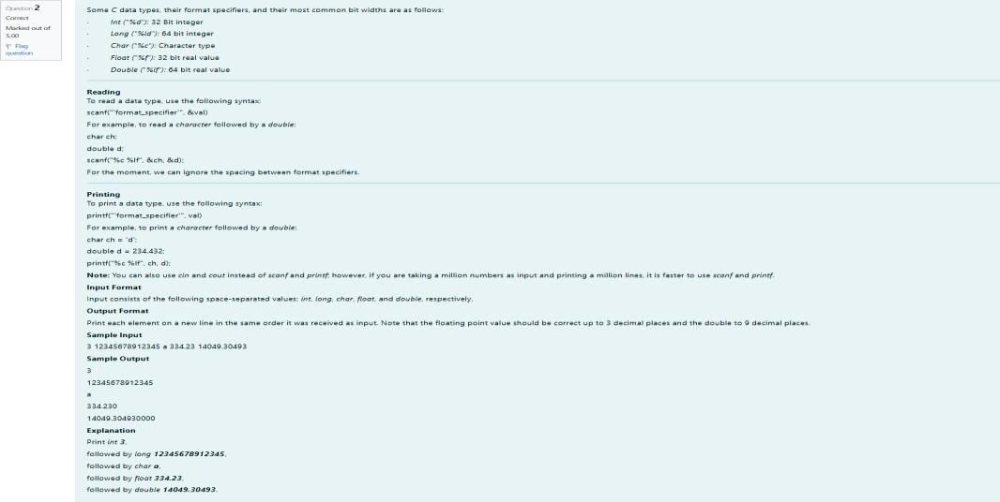 Question 2
Correct
Marked out of
5.00
Flag
question
Some C data types, their format specifiers, and their most common bit widths are as follows:
· Int ("%d"): 32 Bit integer
· Long ("%ld"): 64 bit integer
· Char ("%c"): Character type
· Float ("%f"): 32 bit real value
· Double ("%lf"): 64 bit real value
Reading
To read a data type, use the following syntax:
scanf("`format_specifier`", &val)
For example, to read a character followed by a double:
char ch;
double d;
scanf("%c %lf", &ch, &d);
For the moment, we can ignore the spacing between format specifiers.
Printing
To print a data type, use the following syntax:
printf("`format_specifier`", val)
For example, to print a character followed by a double:
char ch = 'd';
double d = 234.432;
printf("%c %lf", ch, d);
Note: You can also use cin and cout instead of scanf and printf; however, if you are taking a million numbers as input and printing a million lines, it is faster to use scanf and printf.
Input Format
Input consists of the following space-separated values: int, long, char, float, and double, respectively.
Output Format
Print each element on a new line in the same order it was received as input. Note that the floating point value should be correct up to 3 decimal places and the double to 9 decimal places.
Sample Input
3 12345678912345 a 334.23 14049.30493
Sample Output
3
12345678912345
a
334.230
14049.304930000
Explanation
Print int 3,
followed by long 12345678912345,
followed by char a,
followed by float 334.23,
followed by double 14049.30493.